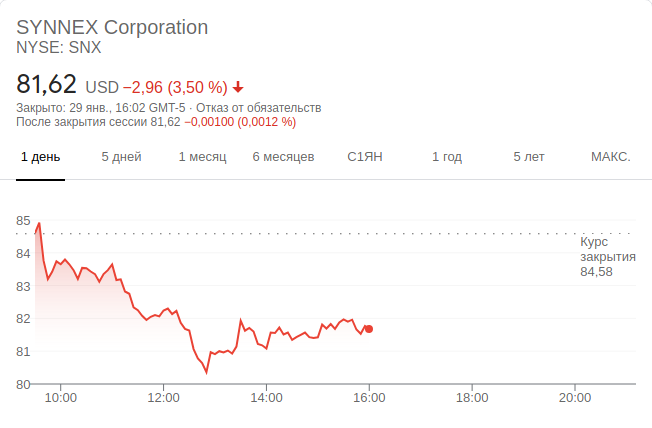 SYNNEX Corporation
NYSE: SNX
81,62 USD −2,96 (3,50 %)
Закрыто: 29 янв., 16:02 GMT-5 · Отказ от обязательств
После закрытия сессии 81,62 −0,00100 (0,0012 %)
1 день 5 дней 1 месяц 6 месяцев С1ЯН 1 год 5 лет МАКС.
85
Курс
закрытия
84,58
84
83
82
81
80
10:00 12:00 14:00 16:00 18:00 20:00